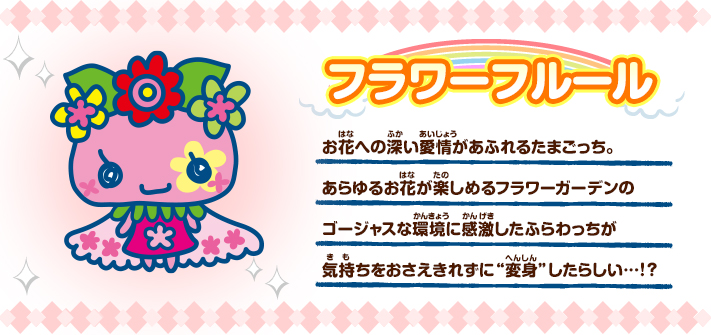 フラワーフルール
お花への深い愛情があふれるたまごっち。
あらゆるお花が楽しめるフラワーガーデンの
ゴージャスな環境に感激したふらわっちが
気持ちをおさえきれずに“変身”したらしい…!?